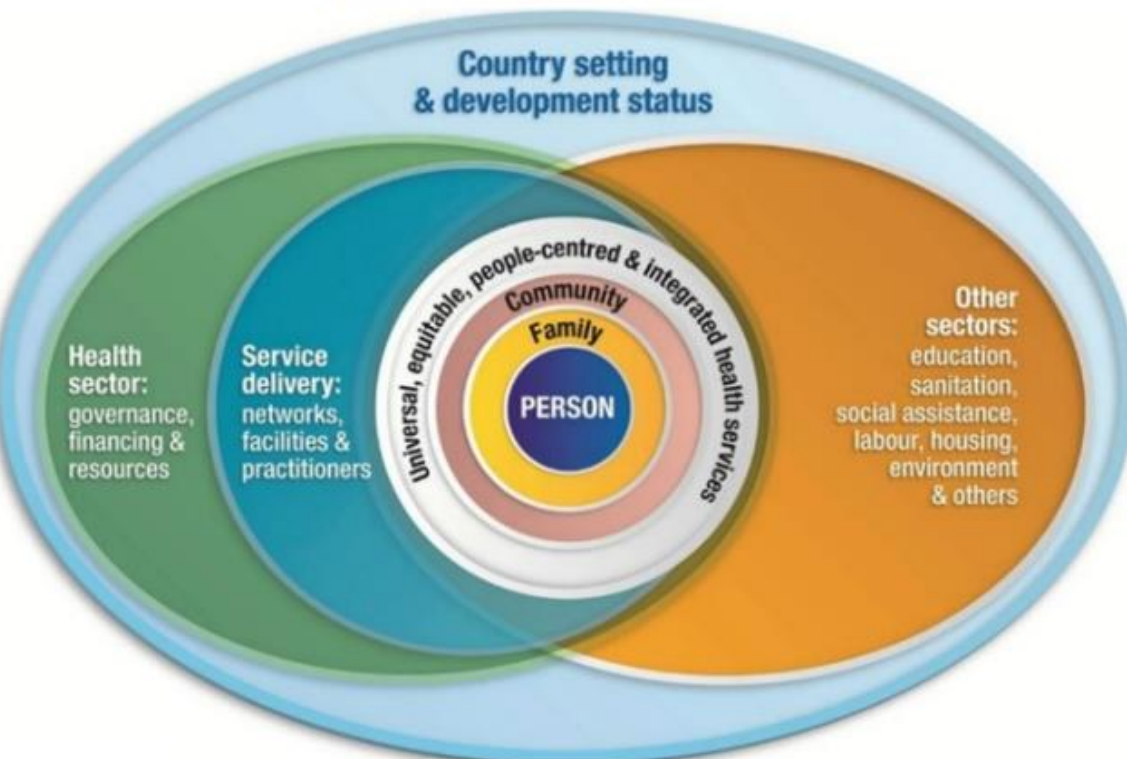 Country setting
& development status
Health
sector:
governance,
financing &
resources
Service
delivery:
networks,
facilities &
practitioners
Universal, equitable, people-centred & integrated health services
Community
Family
PERSON
Other
sectors:
education,
sanitation,
social assistance,
labour, housing,
environment
& others